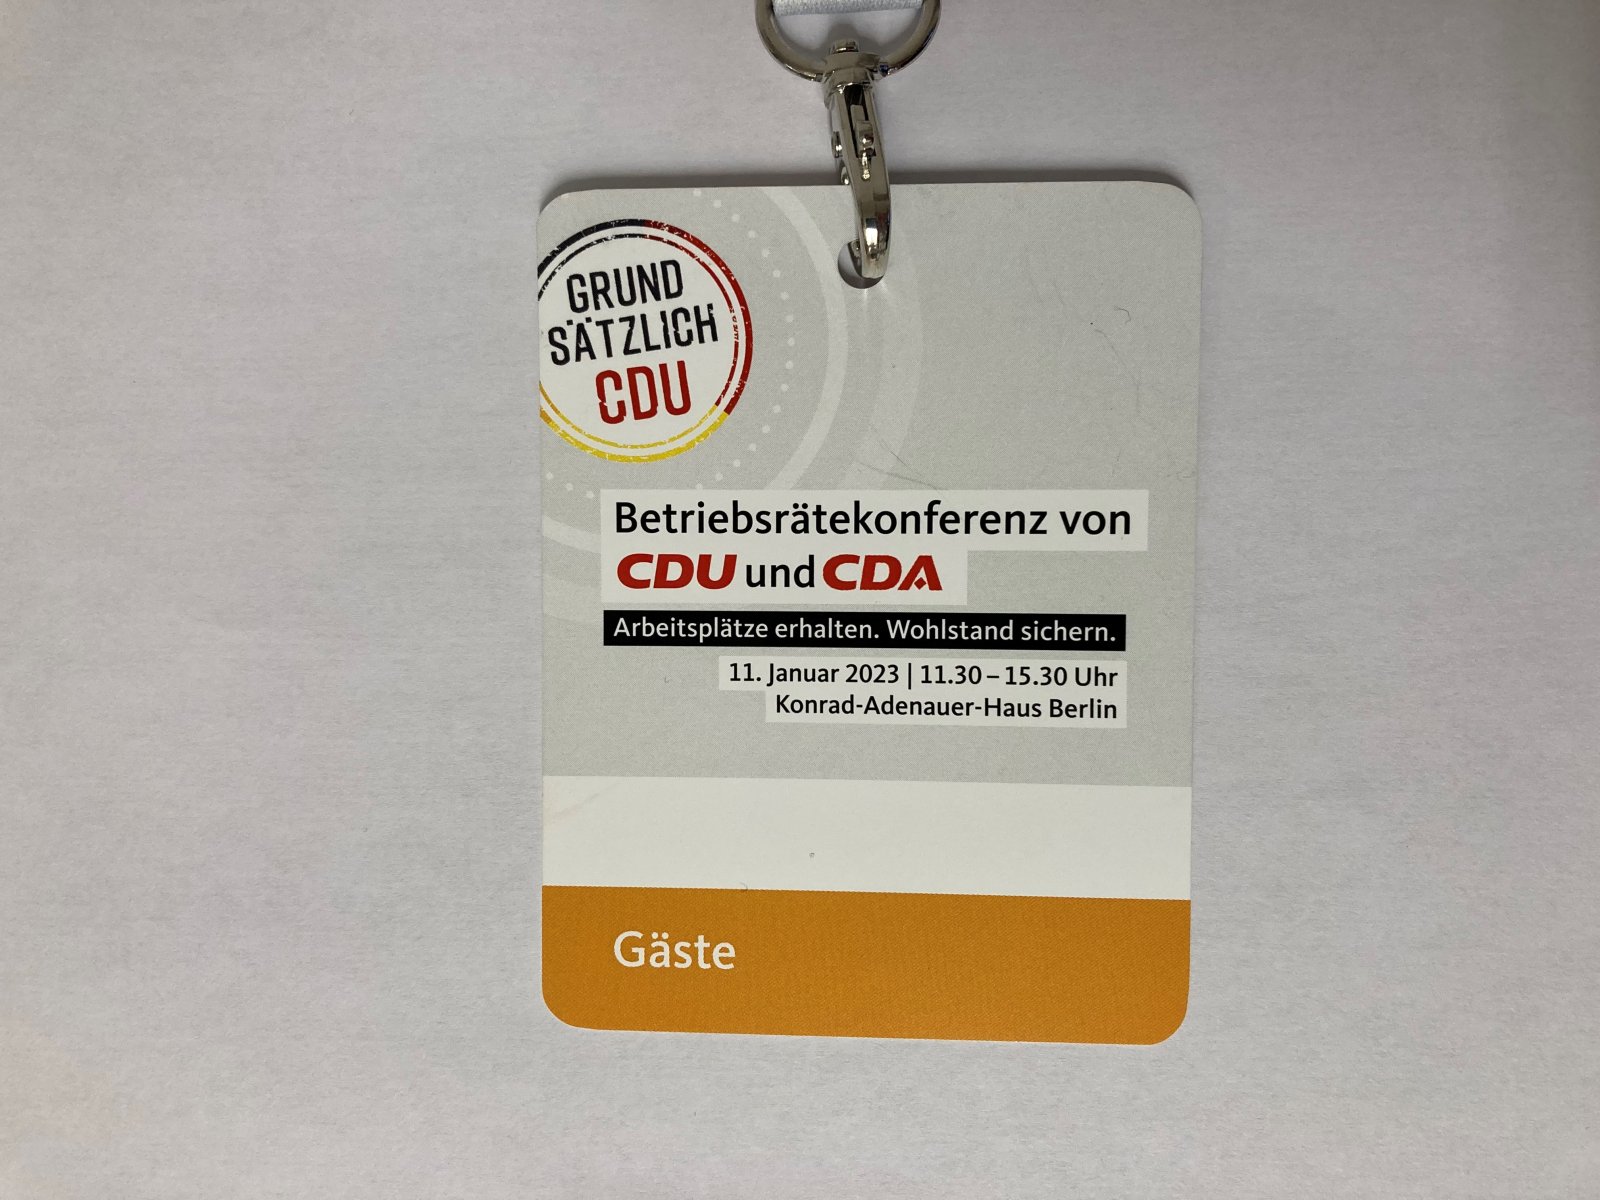 GRUND
SÄTZLICH
CDU
Betriebsrätekonferenz von
CDU und CDA
Arbeitsplätze erhalten. Wohlstand sichern.
11. Januar 2023 | 11.30 – 15.30 Uhr
Konrad-Adenauer-Haus Berlin
Gäste